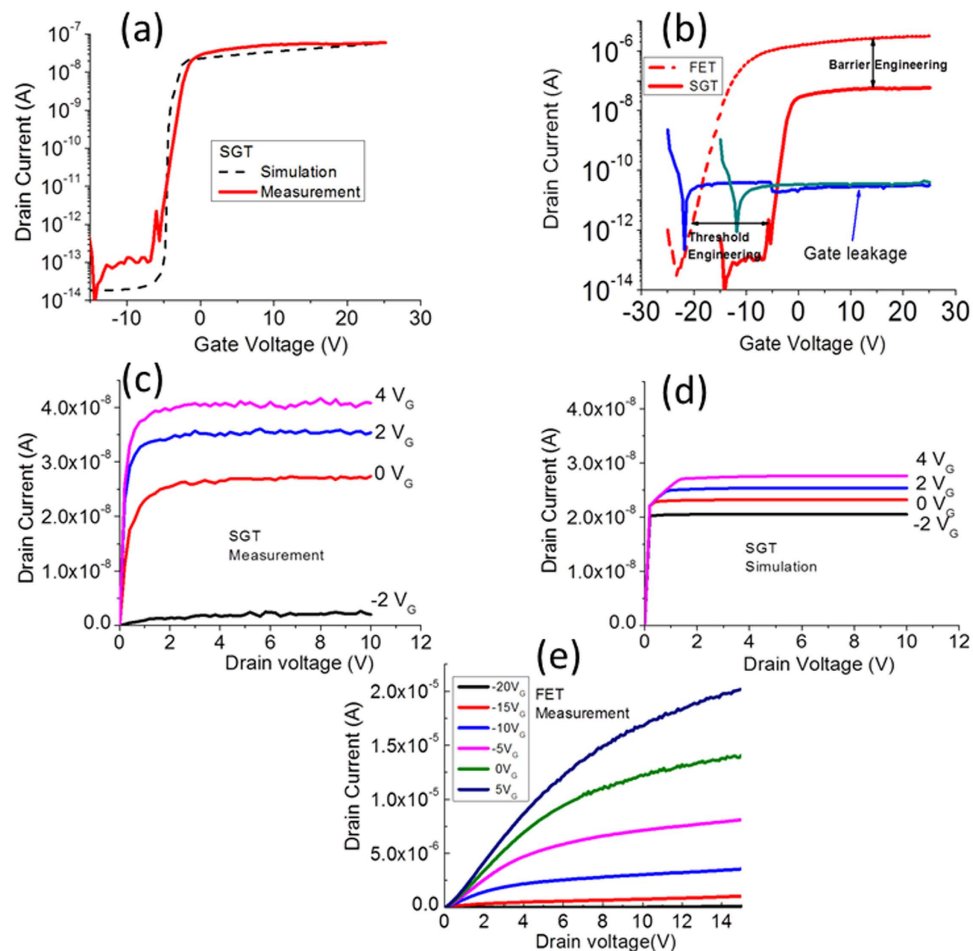 (a)
Drain Current (A)
10⁻⁷
10⁻⁸
10⁻⁹
10⁻¹⁰
10⁻¹¹
10⁻¹²
10⁻¹³
10⁻¹⁴
SGT
Simulation
Measurement
-10 0 10 20 30
Gate Voltage (V)
(b)
Drain Current (A)
10⁻⁶
10⁻⁸
10⁻¹⁰
10⁻¹²
10⁻¹⁴
FET
SGT
Barrier Engineering
Threshold
Engineering
Gate leakage
-30 -20 -10 0 10 20 30
Gate Voltage (V)
(c)
Drain Current (A)
4.0x10⁻⁸
3.0x10⁻⁸
2.0x10⁻⁸
1.0x10⁻⁸
0.0
4 V_G
2 V_G
0 V_G
-2 V_G
SGT
Measurement
0 2 4 6 8 10 12
Drain voltage (V)
(d)
Drain Current (A)
4.0x10⁻⁸
3.0x10⁻⁸
2.0x10⁻⁸
1.0x10⁻⁸
0.0
4 V_G
2 V_G
0 V_G
-2 V_G
SGT
Simulation
0 2 4 6 8 10 12
Drain Voltage (V)
(e)
Drain Current (A)
2.0x10⁻⁵
1.5x10⁻⁵
1.0x10⁻⁵
5.0x10⁻⁶
0.0
-20V_G
-15V_G
-10V_G
-5V_G
0V_G
5V_G
FET
Measurement
0 2 4 6 8 10 12 14
Drain voltage(V)